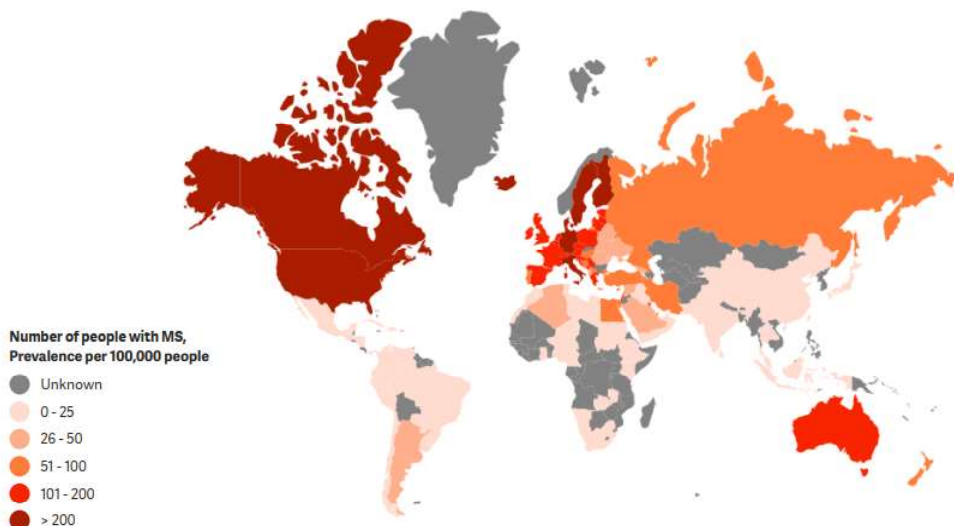 Number of people with MS,
Prevalence per 100,000 people
Unknown
0 - 25
26 - 50
51 - 100
101 - 200
> 200